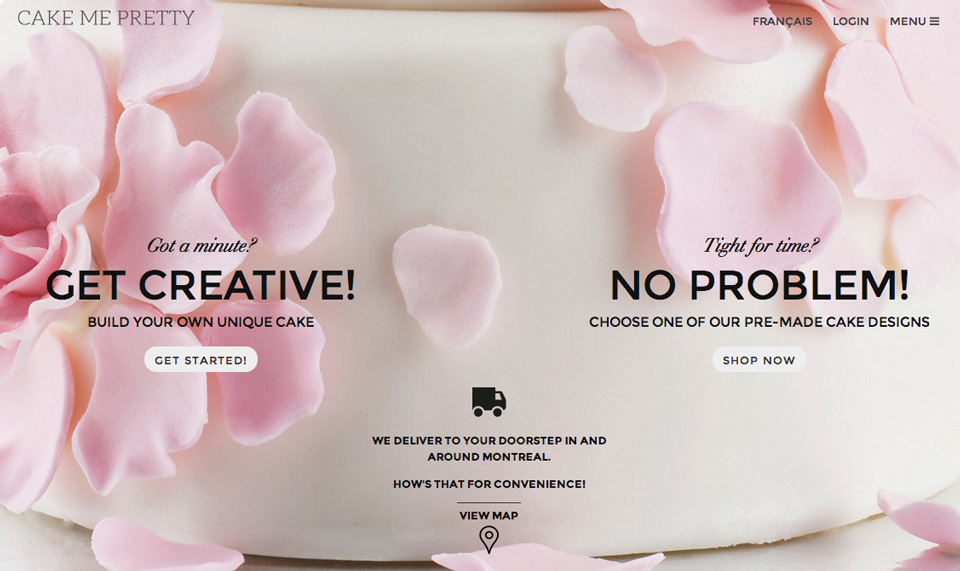 CAKE ME PRETTY
FRANÇAIS LOGIN MENU
Got a minute?
GET CREATIVE!
BUILD YOUR OWN UNIQUE CAKE
GET STARTED!
Tight for time?
NO PROBLEM!
CHOOSE ONE OF OUR PRE-MADE CAKE DESIGNS
SHOP NOW
WE DELIVER TO YOUR DOORSTEP IN AND
AROUND MONTREAL.
HOW'S THAT FOR CONVENIENCE!
VIEW MAP